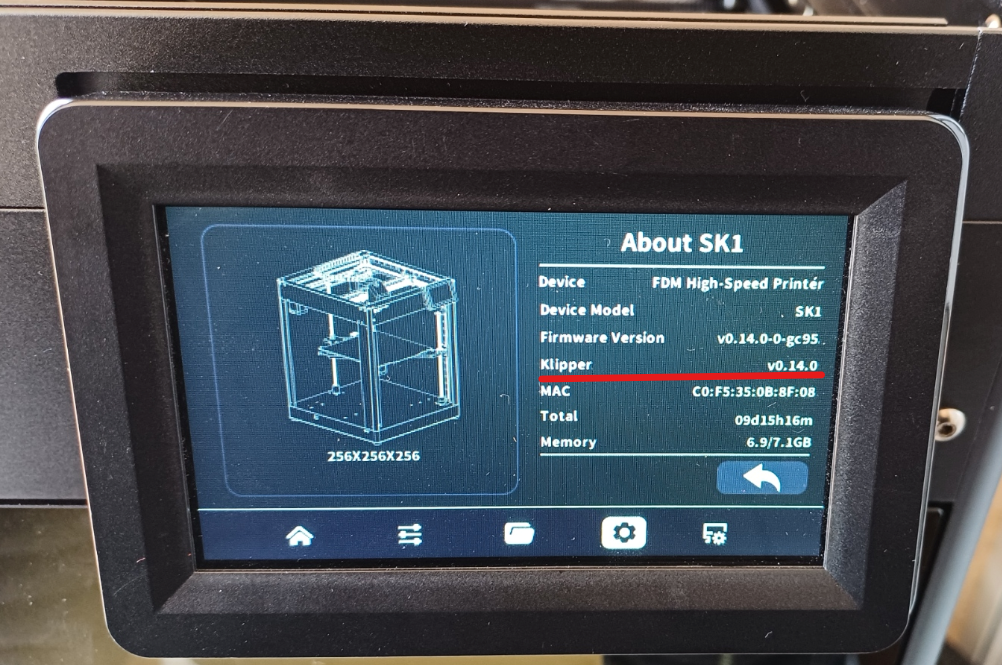 About SK1
Device FDM High-Speed Printer
Device Model SK1
Firmware Version v0.14.0-0-gc95
Klipper v0.14.0
MAC C0:F5:35:0B:8F:08
Total 09d15h16m
Memory 6.9/7.1GB
256X256X256